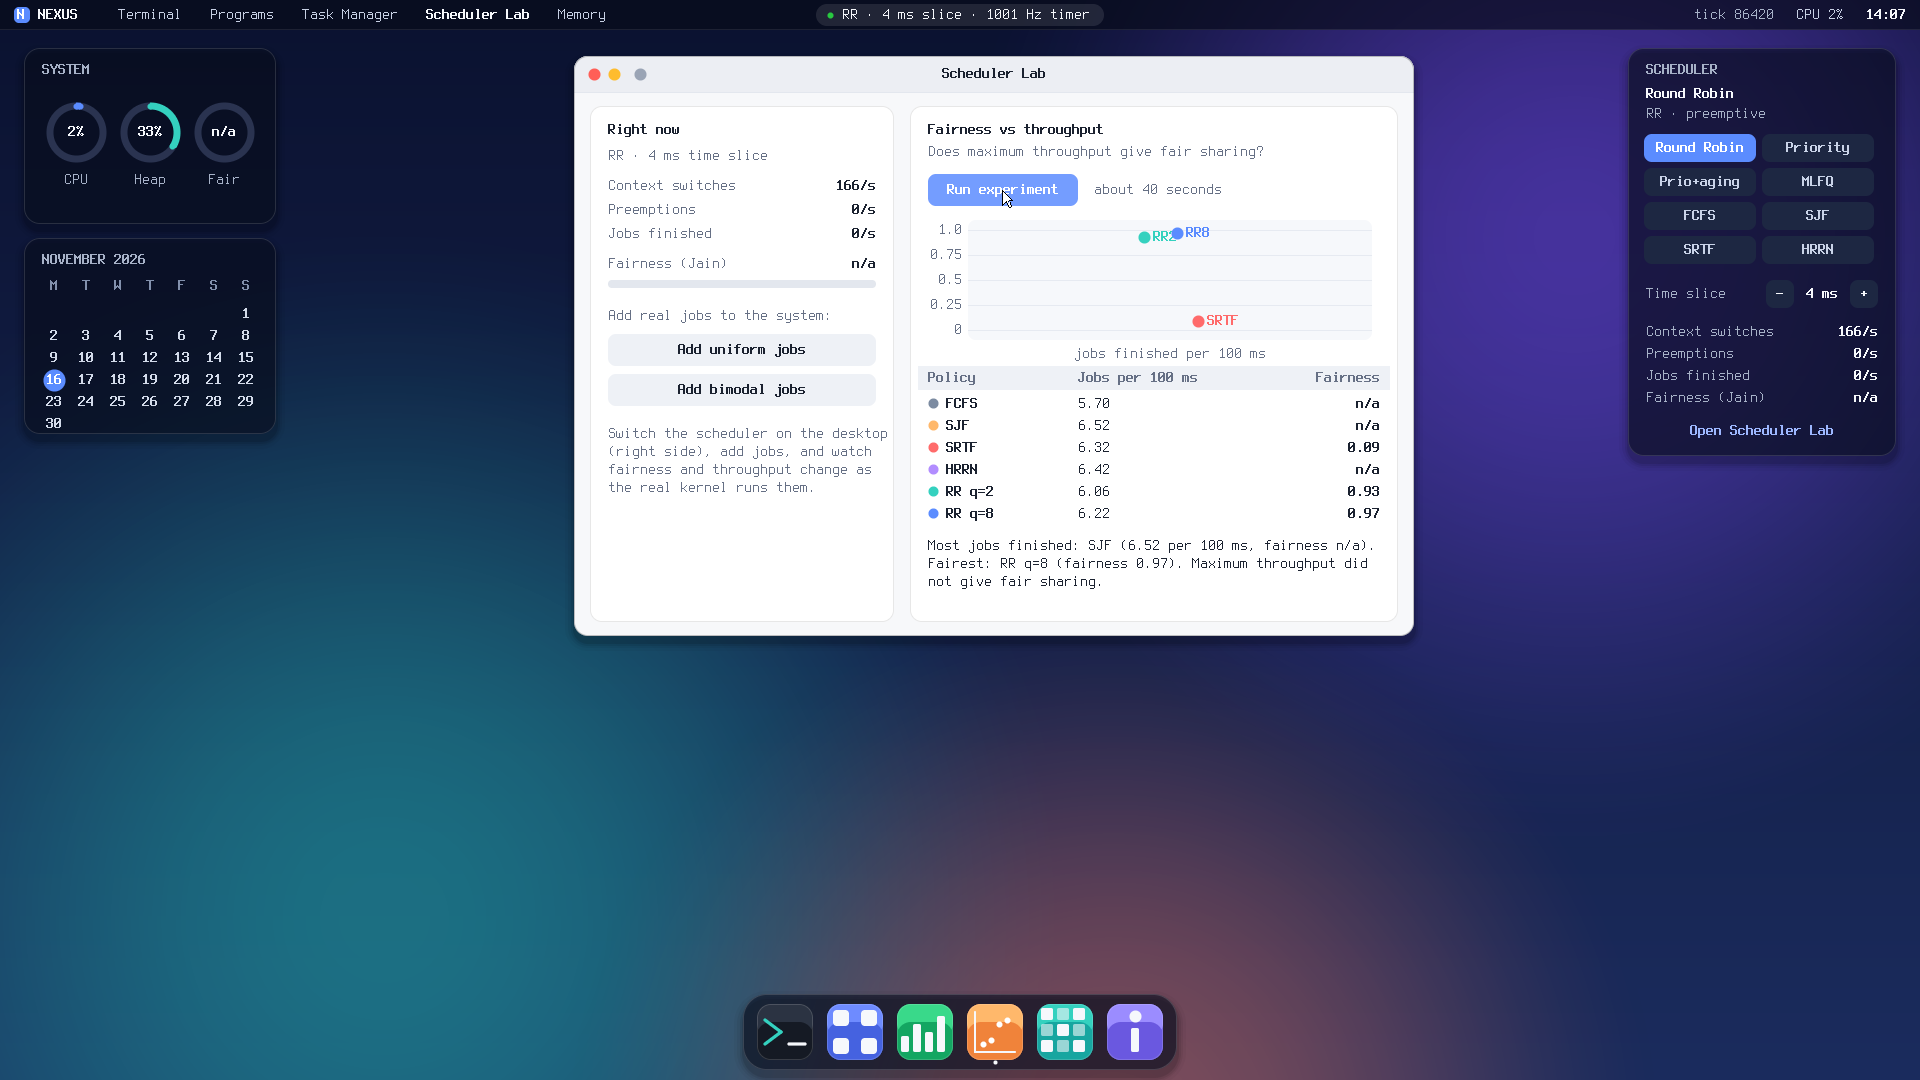 N NEXUS Terminal Programs Task Manager Scheduler Lab Memory RR · 4 ms slice · 1001 Hz timer tick 86420 CPU 2% 14:07
SYSTEM
2% 33% n/a
CPU Heap Fair
NOVEMBER 2026
M T W T F S S
1
2 3 4 5 6 7 8
9 10 11 12 13 14 15
16 17 18 19 20 21 22
23 24 25 26 27 28 29
30
Scheduler Lab
Right now
RR · 4 ms time slice
Context switches 166/s
Preemptions 0/s
Jobs finished 0/s
Fairness (Jain) n/a
Add real jobs to the system:
Add uniform jobs
Add bimodal jobs
Switch the scheduler on the desktop
(right side), add jobs, and watch
fairness and throughput change as
the real kernel runs them.
Fairness vs throughput
Does maximum throughput give fair sharing?
Run experiment about 40 seconds
1.0
0.75
0.5
0.25
0
RR2 RR8
SRTF
jobs finished per 100 ms
Policy Jobs per 100 ms Fairness
FCFS 5.70 n/a
SJF 6.52 n/a
SRTF 6.32 0.09
HRRN 6.42 n/a
RR q=2 6.06 0.93
RR q=8 6.22 0.97
Most jobs finished: SJF (6.52 per 100 ms, fairness n/a).
Fairest: RR q=8 (fairness 0.97). Maximum throughput did
not give fair sharing.
SCHEDULER
Round Robin
RR · preemptive
Round Robin Priority
Prio+aging MLFQ
FCFS SJF
SRTF HRRN
Time slice − 4 ms +
Context switches 166/s
Preemptions 0/s
Jobs finished 0/s
Fairness (Jain) n/a
Open Scheduler Lab